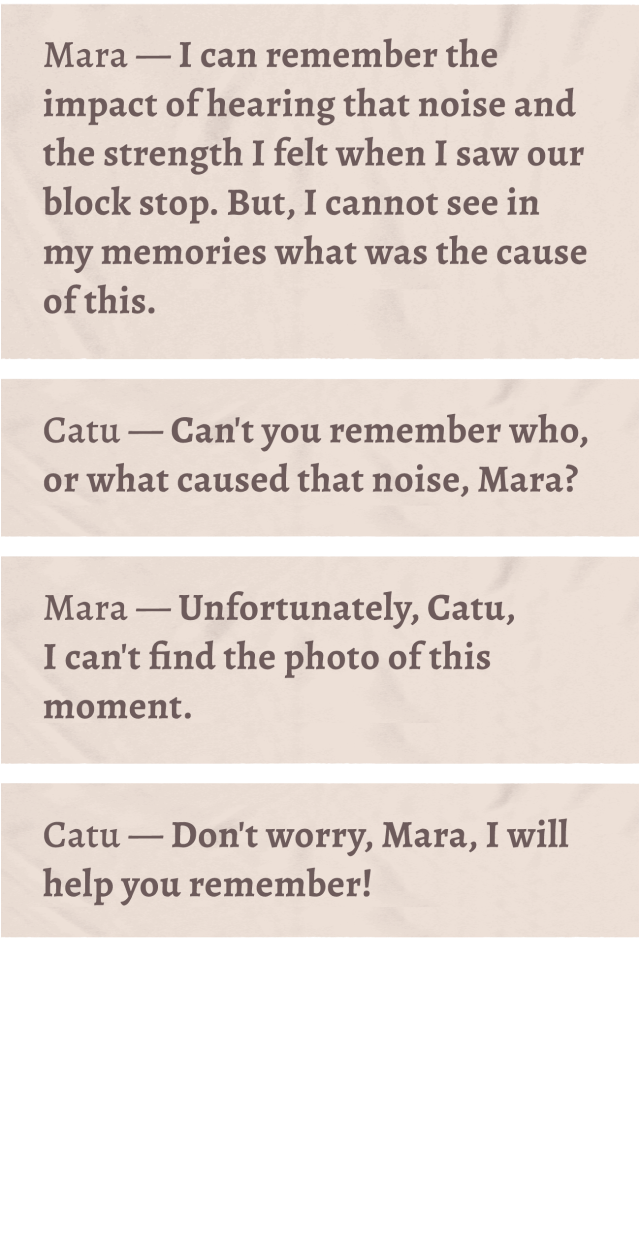 Mara — I can remember the
impact of hearing that noise and
the strength I felt when I saw our
block stop. But, I cannot see in
my memories what was the cause
of this.
Catu — Can't you remember who,
or what caused that noise, Mara?
Mara — Unfortunately, Catu,
I can't find the photo of this
moment.
Catu — Don't worry, Mara, I will
help you remember!